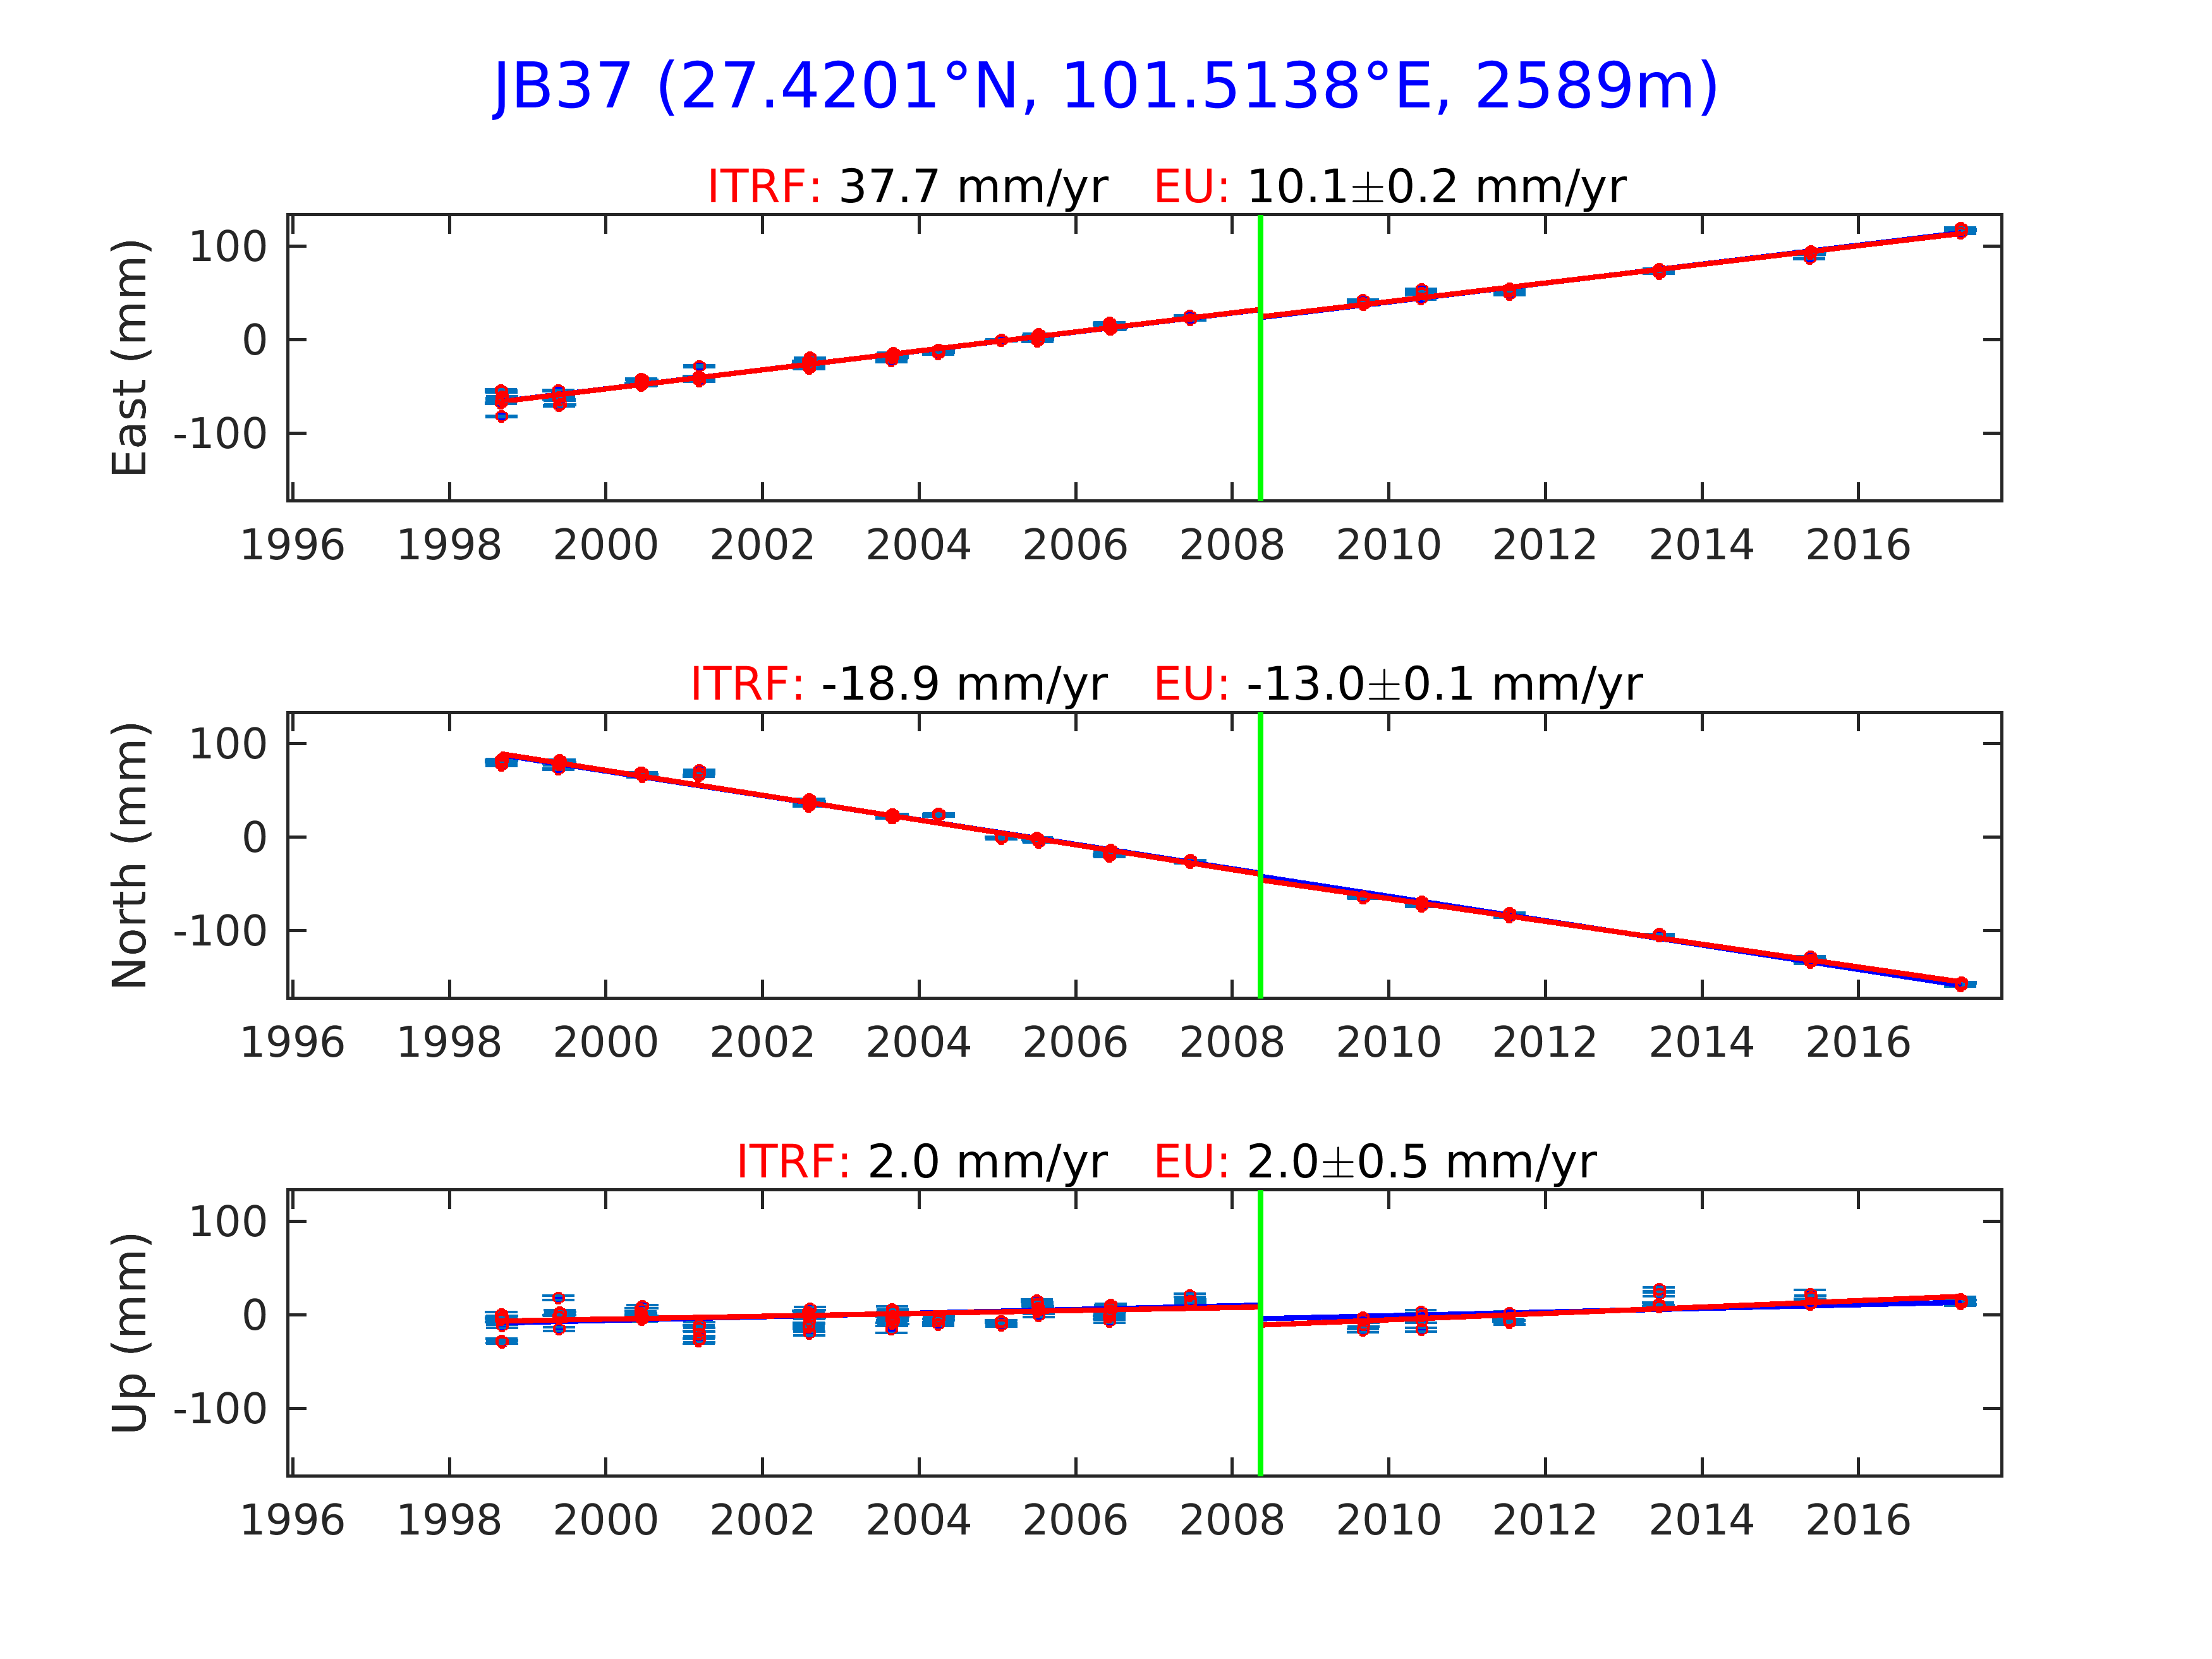 JB37 (27.4201°N, 101.5138°E, 2589m)
ITRF: 37.7 mm/yr EU: 10.1±0.2 mm/yr
East (mm)
100
0
-100
1996 1998 2000 2002 2004 2006 2008 2010 2012 2014 2016
ITRF: -18.9 mm/yr EU: -13.0±0.1 mm/yr
North (mm)
100
0
-100
1996 1998 2000 2002 2004 2006 2008 2010 2012 2014 2016
ITRF: 2.0 mm/yr EU: 2.0±0.5 mm/yr
Up (mm)
100
0
-100
1996 1998 2000 2002 2004 2006 2008 2010 2012 2014 2016